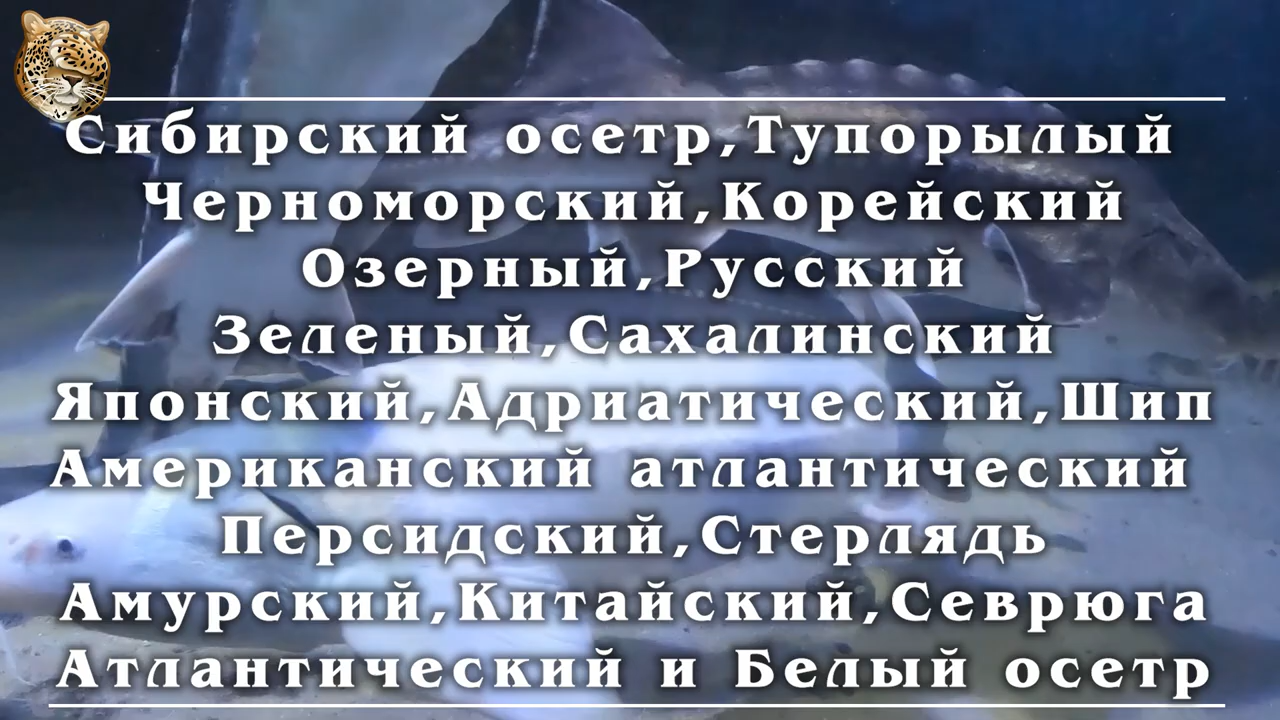 Сибирский осетр,Тупорылый
Черноморский,Корейский
Озерный,Русский
Зеленый,Сахалинский
Японский,Адриатический,Шип
Американский атлантический
Персидский,Стерлядь
Амурский,Китайский,Севрюга
Атлантический и Белый осетр